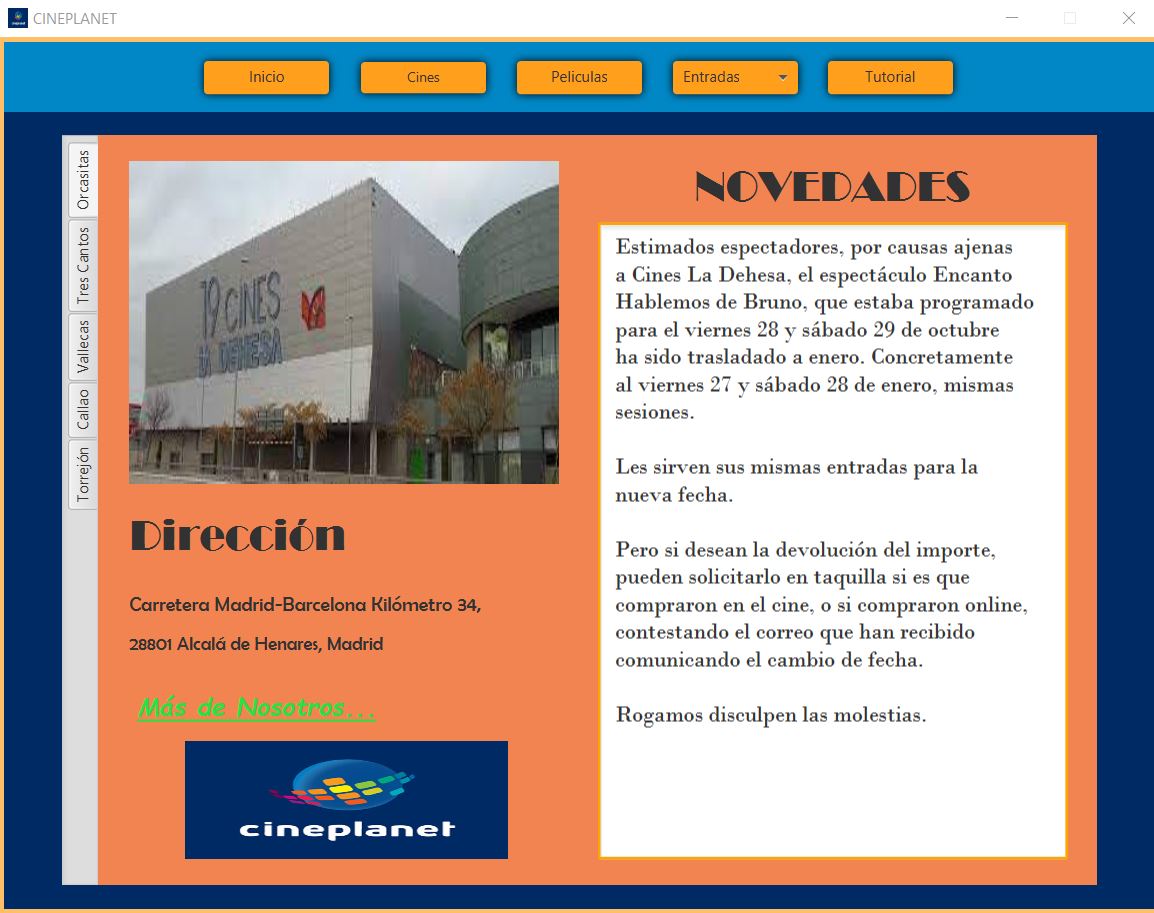 CINEPLANET
Inicio
Cines
Peliculas
Entradas
Tutorial
Orcasitas
Tres Cantos
Vallecas
Callao
Torrejón
19 CINES
LA DEHESA
Dirección
Carretera Madrid-Barcelona Kilómetro 34,
28801 Alcalá de Henares, Madrid
Más de Nosotros...
cineplanet
NOVEDADES
Estimados espectadores, por causas ajenas
a Cines La Dehesa, el espectáculo Encanto
Hablemos de Bruno, que estaba programado
para el viernes 28 y sábado 29 de octubre
ha sido trasladado a enero. Concretamente
al viernes 27 y sábado 28 de enero, mismas
sesiones.
Les sirven sus mismas entradas para la
nueva fecha.
Pero si desean la devolución del importe,
pueden solicitarlo en taquilla si es que
compraron en el cine, o si compraron online,
contestando el correo que han recibido
comunicando el cambio de fecha.
Rogamos disculpen las molestias.